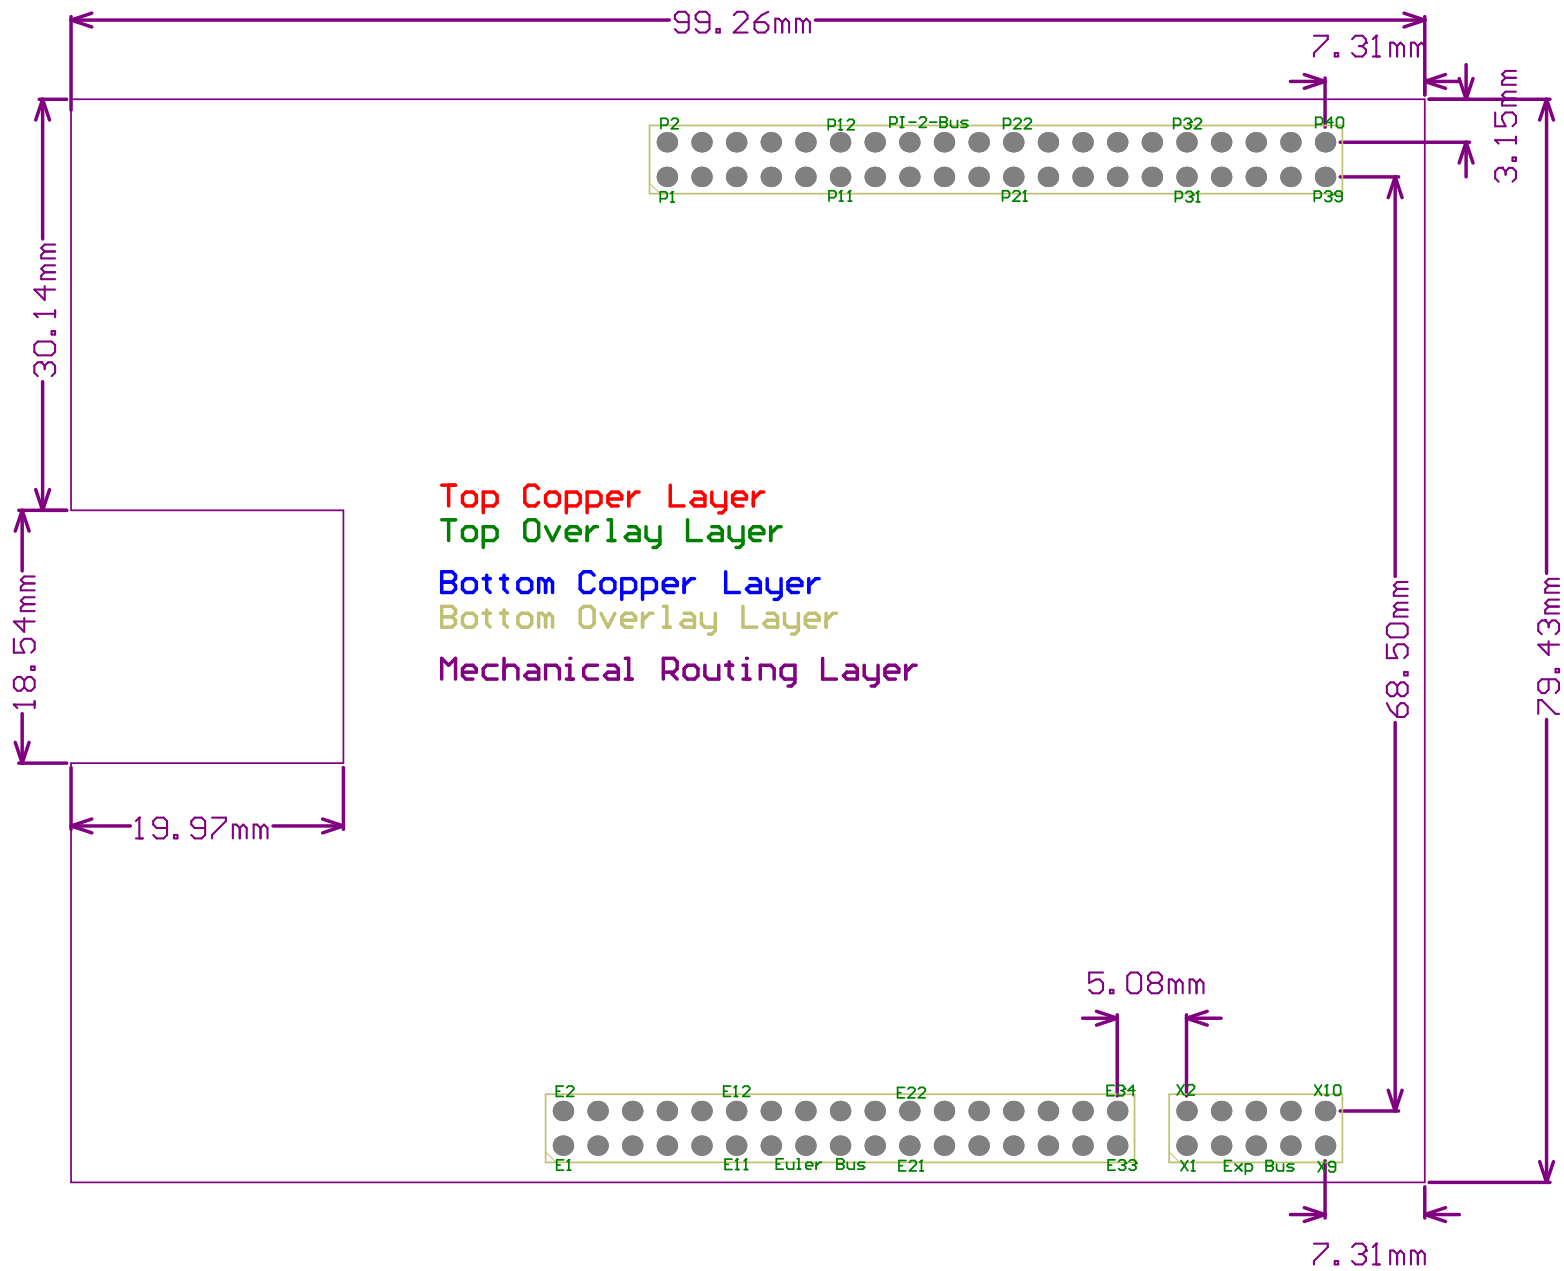 99.26mm
7.31mm
3.15mm
P2 P12 PI-2-Bus P22 P32 P40
P1 P11 P21 P31 P39
30.14mm
Top Copper Layer
Top Overlay Layer
Bottom Copper Layer
Bottom Overlay Layer
Mechanical Routing Layer
18.54mm
68.50mm
79.43mm
19.97mm
5.08mm
E2 E12 E22 E34 X2 X10
E1 E11 Euler Bus E21 E33 X1 Exp Bus X9
7.31mm